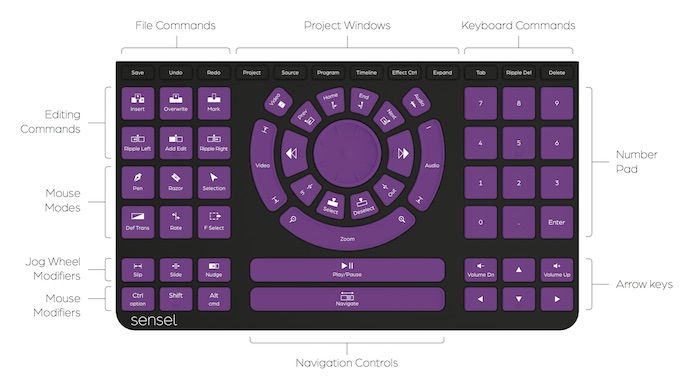 File Commands
Project Windows
Keyboard Commands
Save
Undo
Redo
Project
Source
Program
Timeline
Effect Ctrl
Expand
Tab
Ripple Del
Delete
Editing
Commands
Insert
Overwrite
Mark
Ripple Left
Add Edit
Ripple Right
Mouse
Modes
Pen
Razor
Selection
Def Trans
Rate
F Select
Jog Wheel
Modifiers
Slip
Slide
Nudge
Mouse
Modifiers
Ctrl
option
Shift
Alt
cmd
sensel
Video
Prev
Home
End
Next
Audio
Video
Audio
In
Select
Deselect
Out
Zoom
Play/Pause
Navigate
Navigation Controls
7
8
9
4
5
6
1
2
3
0
.
Enter
Number
Pad
Volume Dn
Volume Up
Arrow keys